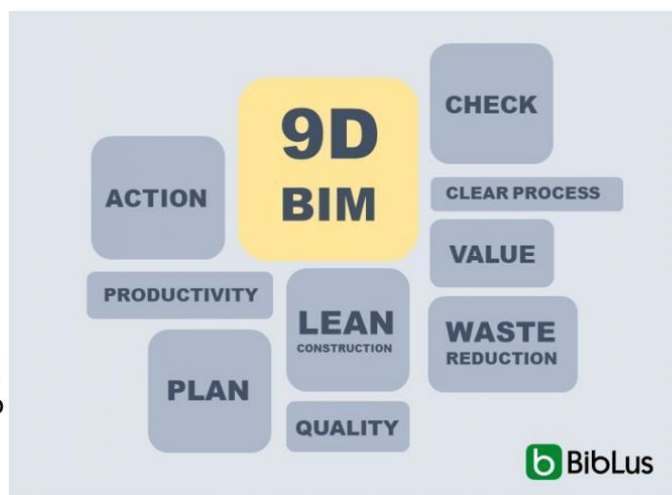 9D
BIM
CHECK
ACTION
CLEAR PROCESS
VALUE
PRODUCTIVITY
LEAN
CONSTRUCTION
WASTE
REDUCTION
PLAN
QUALITY
b BibLus